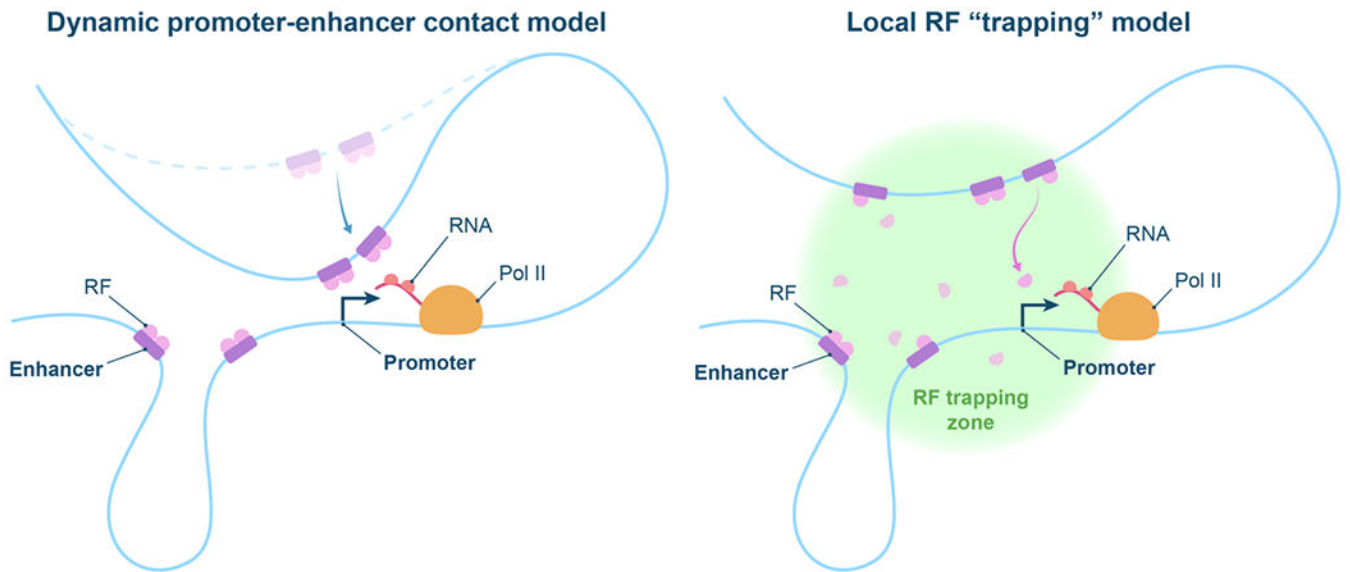 Dynamic promoter-enhancer contact model
RNA
Pol II
RF
Enhancer
Promoter
Local RF “trapping” model
RNA
Pol II
RF
Enhancer
Promoter
RF trapping
zone